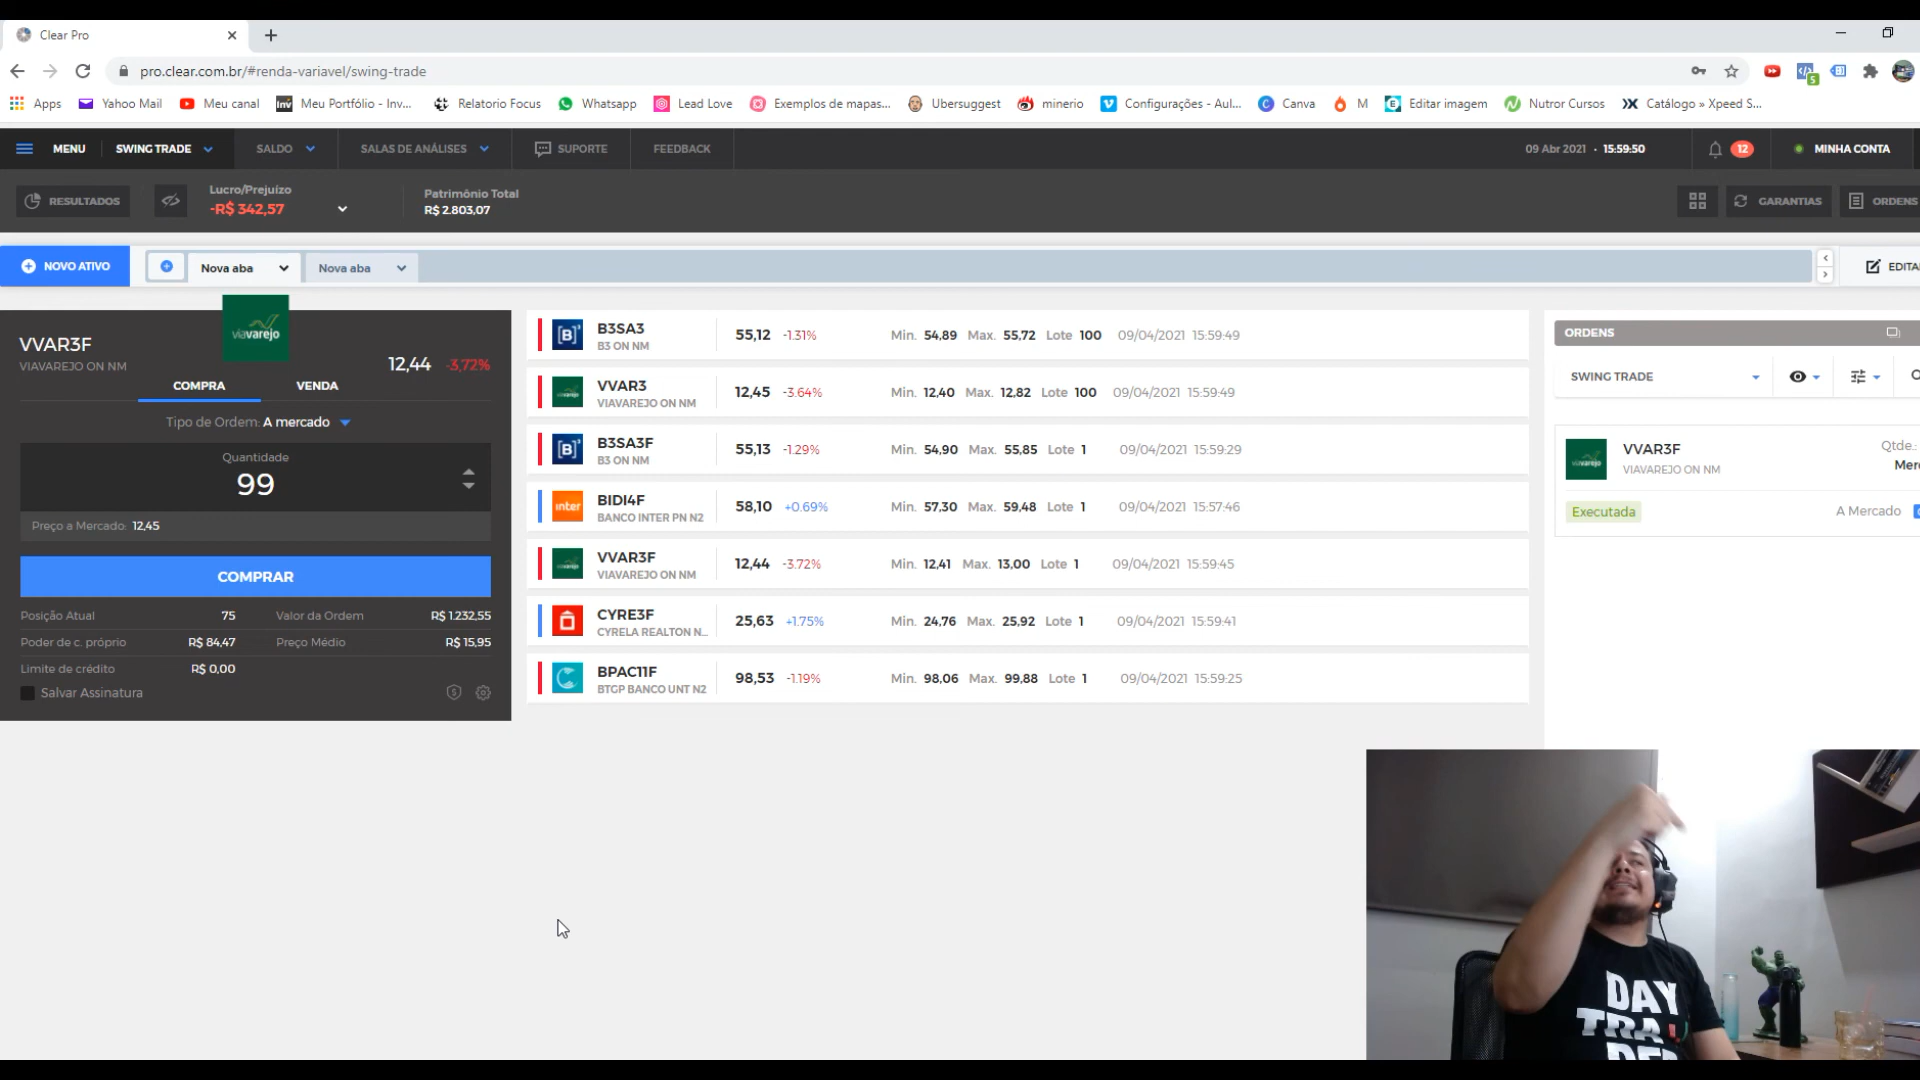 Clear Pro
pro.clear.com.br/#renda-variavel/swing-trade
Apps Yahoo Mail Meu canal Meu Portfólio - Inv... Relatorio Focus Whatsapp Lead Love Exemplos de mapas... Ubersuggest minerio Configurações - Aul... Canva M Editar imagem Nutror Cursos Catálogo » Xpeed S...
MENU SWING TRADE SALDO SALAS DE ANÁLISES SUPORTE FEEDBACK 09 Abr 2021 • 15:59:50 12 MINHA CONTA
RESULTADOS
Lucro/Prejuízo
-R$ 342,57
Patrimônio Total
R$ 2.803,07
GARANTIAS ORDENS
NOVO ATIVO Nova aba Nova aba
VVAR3F
VIAVAREJO ON NM
viavarejo
12,44 -3,72%
COMPRA VENDA
Tipo de Ordem: A mercado
Quantidade
99
Preço a Mercado: 12,45
COMPRAR
Posição Atual 75 Valor da Ordem R$ 1.232,55
Poder de c. próprio R$ 84,47 Preço Médio R$ 15,95
Limite de crédito R$ 0,00
Salvar Assinatura
[B]³ B3SA3 55,12 -1.31% Min. 54,89 Max. 55,72 Lote 100 09/04/2021 15:59:49
B3 ON NM
VVAR3 12,45 -3.64% Min. 12,40 Max. 12,82 Lote 100 09/04/2021 15:59:49
VIAVAREJO ON NM
[B]³ B3SA3F 55,13 -1.29% Min. 54,90 Max. 55,85 Lote 1 09/04/2021 15:59:29
B3 ON NM
inter BIDI4F 58,10 +0.69% Min. 57,30 Max. 59,48 Lote 1 09/04/2021 15:57:46
BANCO INTER PN N2
VVAR3F 12,44 -3.72% Min. 12,41 Max. 13,00 Lote 1 09/04/2021 15:59:45
VIAVAREJO ON NM
CYRE3F 25,63 +1.75% Min. 24,76 Max. 25,92 Lote 1 09/04/2021 15:59:41
CYRELA REALTON N...
BPAC11F 98,53 -1.19% Min. 98,06 Max. 99,88 Lote 1 09/04/2021 15:59:25
BTGP BANCO UNT N2
ORDENS
SWING TRADE
VVAR3F Qtde.:
VIAVAREJO ON NM
Executada A Mercado
DAY